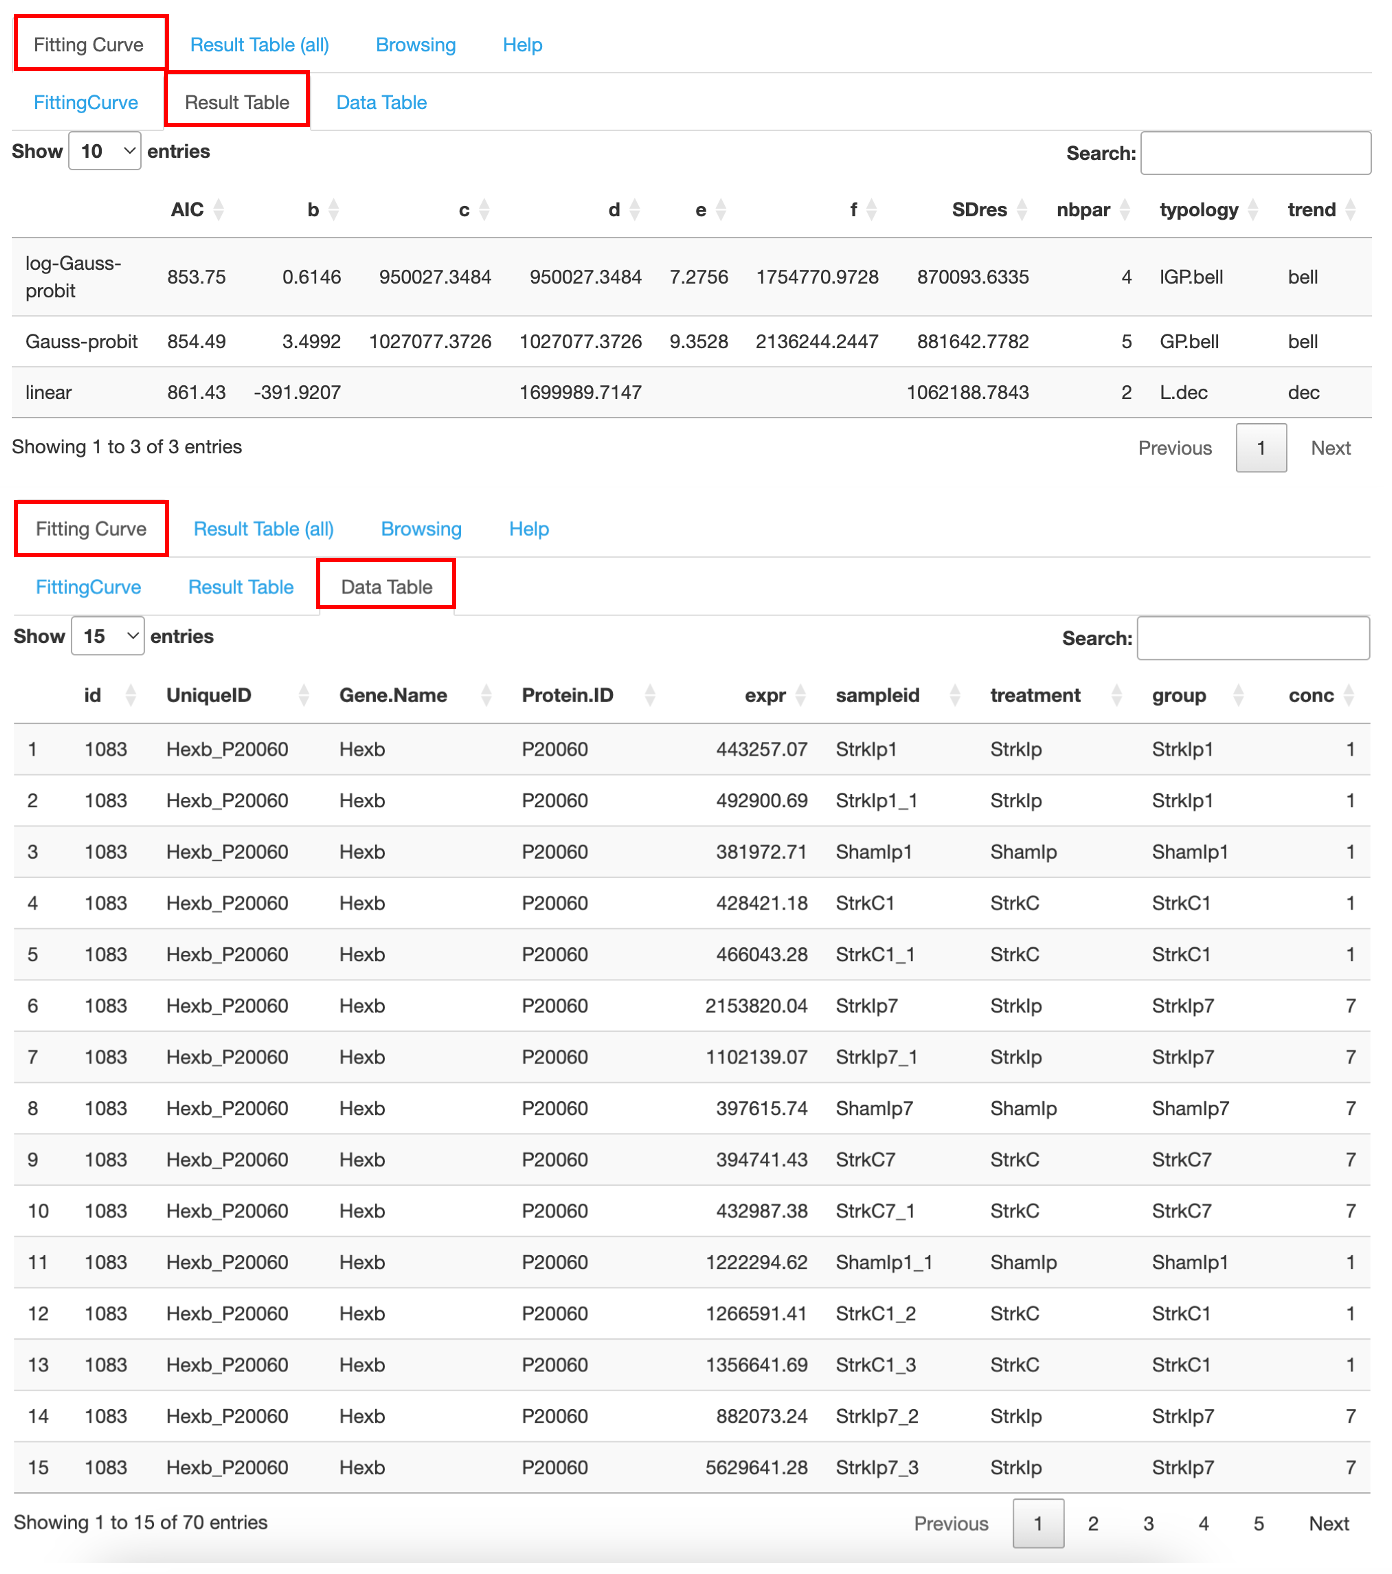 Fitting Curve Result Table (all) Browsing Help
FittingCurve Result Table Data Table
Show 10 entries Search:
AIC b c d e f SDres nbpar typology trend
log-Gauss-
probit 853.75 0.6146 950027.3484 950027.3484 7.2756 1754770.9728 870093.6335 4 lGP.bell bell
Gauss-probit 854.49 3.4992 1027077.3726 1027077.3726 9.3528 2136244.2447 881642.7782 5 GP.bell bell
linear 861.43 -391.9207 1699989.7147 1062188.7843 2 L.dec dec
Showing 1 to 3 of 3 entries Previous 1 Next
Fitting Curve Result Table (all) Browsing Help
FittingCurve Result Table Data Table
Show 15 entries Search:
id UniqueID Gene.Name Protein.ID expr sampleid treatment group conc
1 1083 Hexb_P20060 Hexb P20060 443257.07 StrkIp1 StrkIp StrkIp1 1
2 1083 Hexb_P20060 Hexb P20060 492900.69 StrkIp1_1 StrkIp StrkIp1 1
3 1083 Hexb_P20060 Hexb P20060 381972.71 ShamIp1 ShamIp ShamIp1 1
4 1083 Hexb_P20060 Hexb P20060 428421.18 StrkC1 StrkC StrkC1 1
5 1083 Hexb_P20060 Hexb P20060 466043.28 StrkC1_1 StrkC StrkC1 1
6 1083 Hexb_P20060 Hexb P20060 2153820.04 StrkIp7 StrkIp StrkIp7 7
7 1083 Hexb_P20060 Hexb P20060 1102139.07 StrkIp7_1 StrkIp StrkIp7 7
8 1083 Hexb_P20060 Hexb P20060 397615.74 ShamIp7 ShamIp ShamIp7 7
9 1083 Hexb_P20060 Hexb P20060 394741.43 StrkC7 StrkC StrkC7 7
10 1083 Hexb_P20060 Hexb P20060 432987.38 StrkC7_1 StrkC StrkC7 7
11 1083 Hexb_P20060 Hexb P20060 1222294.62 ShamIp1_1 ShamIp ShamIp1 1
12 1083 Hexb_P20060 Hexb P20060 1266591.41 StrkC1_2 StrkC StrkC1 1
13 1083 Hexb_P20060 Hexb P20060 1356641.69 StrkC1_3 StrkC StrkC1 1
14 1083 Hexb_P20060 Hexb P20060 882073.24 StrkIp7_2 StrkIp StrkIp7 7
15 1083 Hexb_P20060 Hexb P20060 5629641.28 StrkIp7_3 StrkIp StrkIp7 7
Showing 1 to 15 of 70 entries Previous 1 2 3 4 5 Next